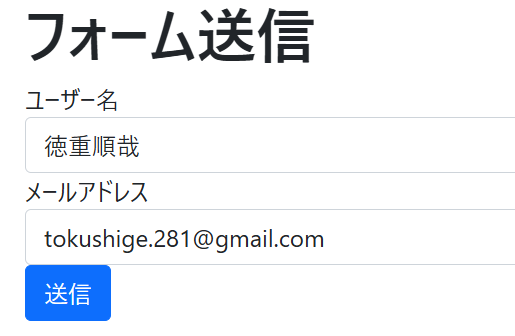 フォーム送信
ユーザー名
徳重順哉
メールアドレス
tokushige.281@gmail.com
送信